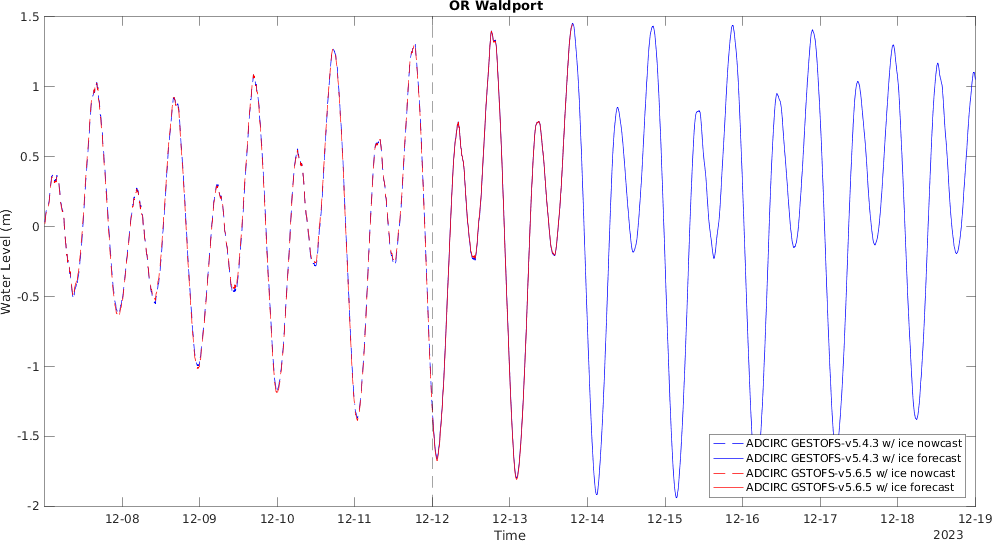 OR Waldport
1.5
1
0.5
0
-0.5
-1
-1.5
-2
Water Level (m)
12-08 12-09 12-10 12-11 12-12 12-13 12-14 12-15 12-16 12-17 12-18 12-19
Time
2023
ADCIRC GESTOFS-v5.4.3 w/ ice nowcast
ADCIRC GESTOFS-v5.4.3 w/ ice forecast
ADCIRC GSTOFS-v5.6.5 w/ ice nowcast
ADCIRC GSTOFS-v5.6.5 w/ ice forecast